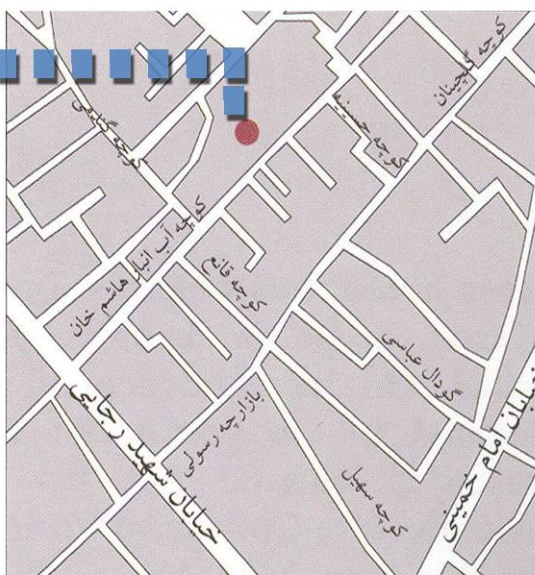 کوچه گلچینان
کوچه حسینیه
کوچه آب انبار هاشم خان
کوچه قانع
گودال عباسی
بازارچه رسولی
خیابان شهید رجایی
کوچه سهیل
خیابان امام خمینی